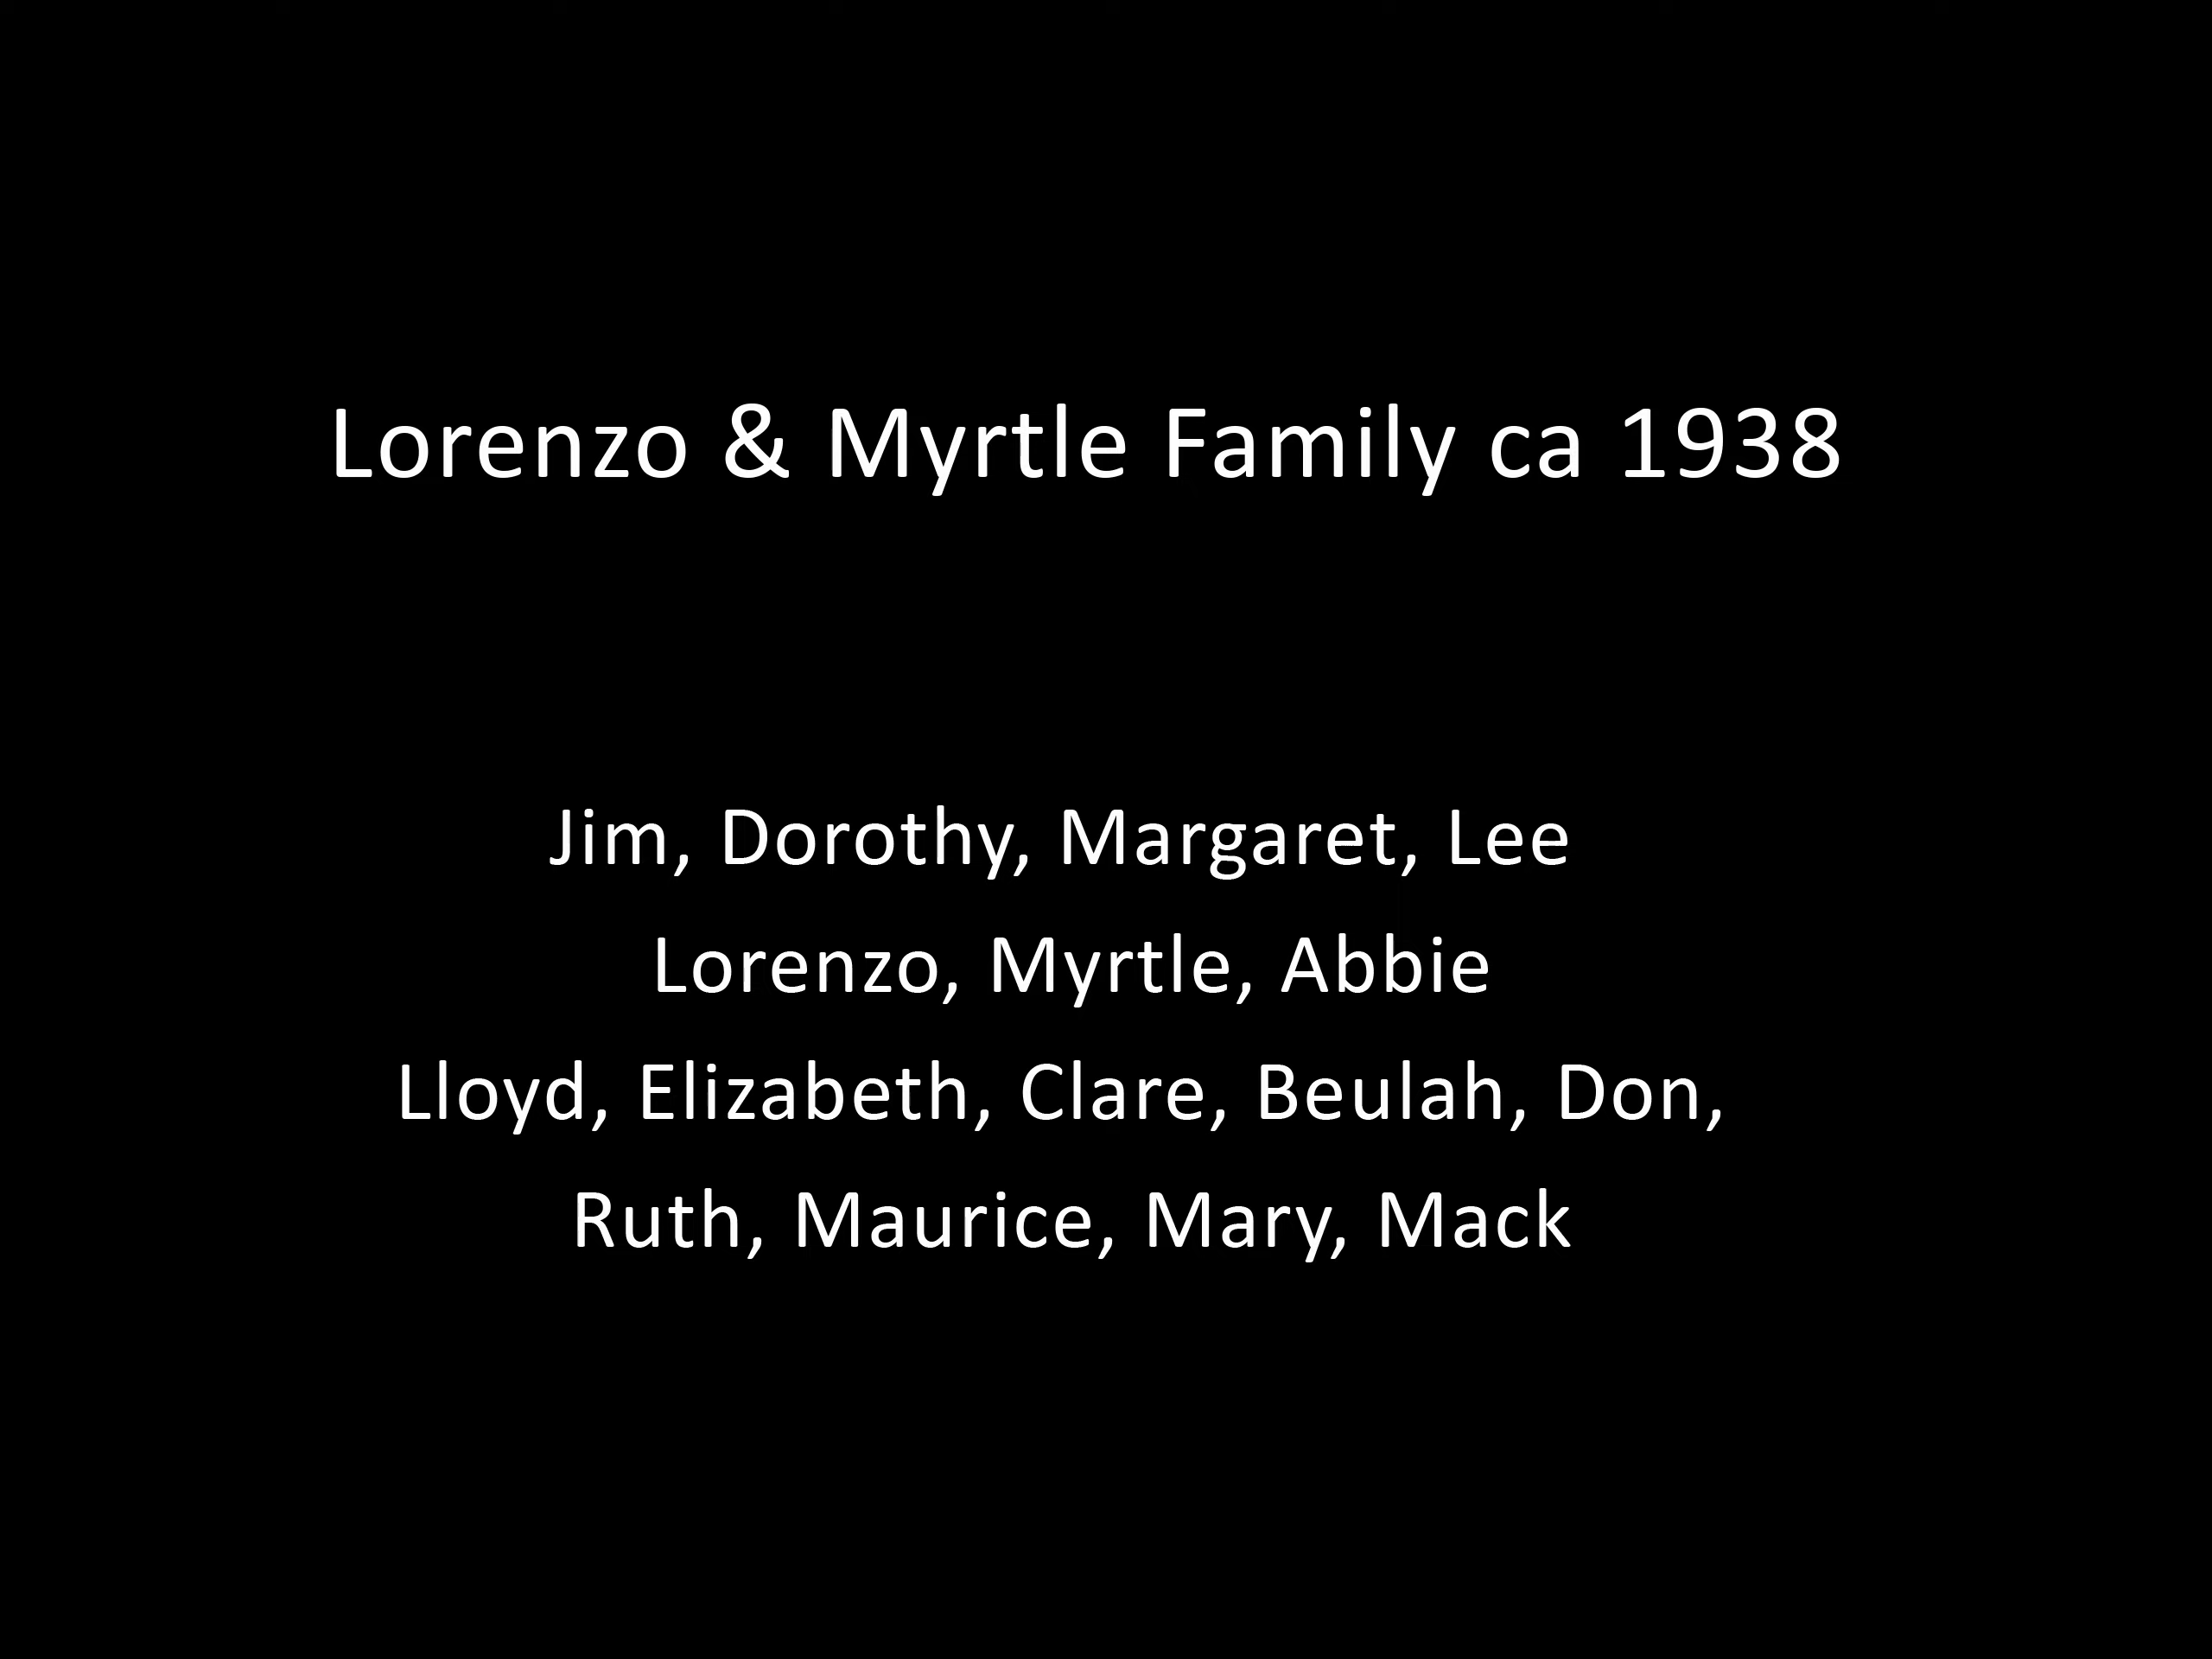 Lorenzo & Myrtle Family ca 1938
Jim, Dorothy, Margaret, Lee
Lorenzo, Myrtle, Abbie
Lloyd, Elizabeth, Clare, Beulah, Don,
Ruth, Maurice, Mary, Mack